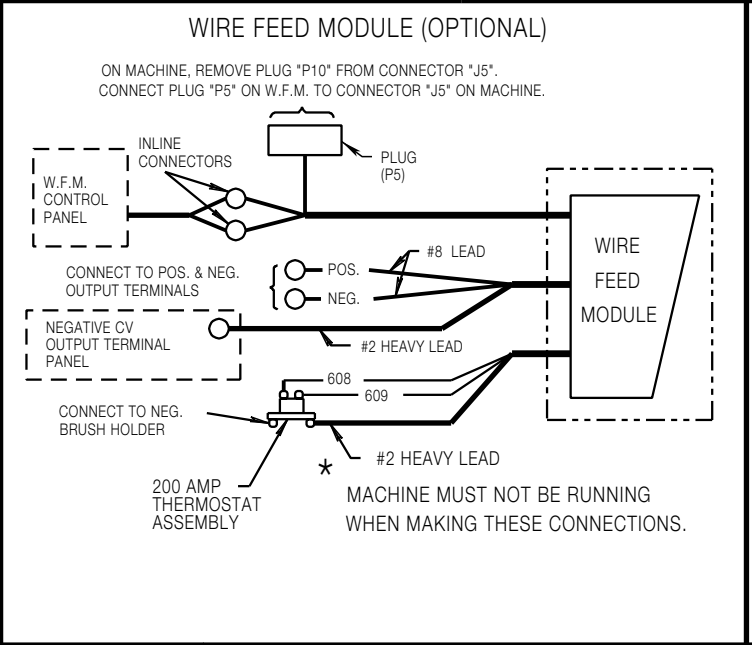 WIRE FEED MODULE (OPTIONAL)
ON MACHINE, REMOVE PLUG "P10" FROM CONNECTOR "J5".
CONNECT PLUG "P5" ON W.F.M. TO CONNECTOR "J5" ON MACHINE.
INLINE
CONNECTORS
PLUG
(P5)
W.F.M.
CONTROL
PANEL
#8 LEAD
WIRE
FEED
MODULE
CONNECT TO POS. & NEG.
OUTPUT TERMINALS
POS.
NEG.
NEGATIVE CV
OUTPUT TERMINAL
PANEL
#2 HEAVY LEAD
608
609
CONNECT TO NEG.
BRUSH HOLDER
#2 HEAVY LEAD
200 AMP
THERMOSTAT
ASSEMBLY
*
MACHINE MUST NOT BE RUNNING
WHEN MAKING THESE CONNECTIONS.